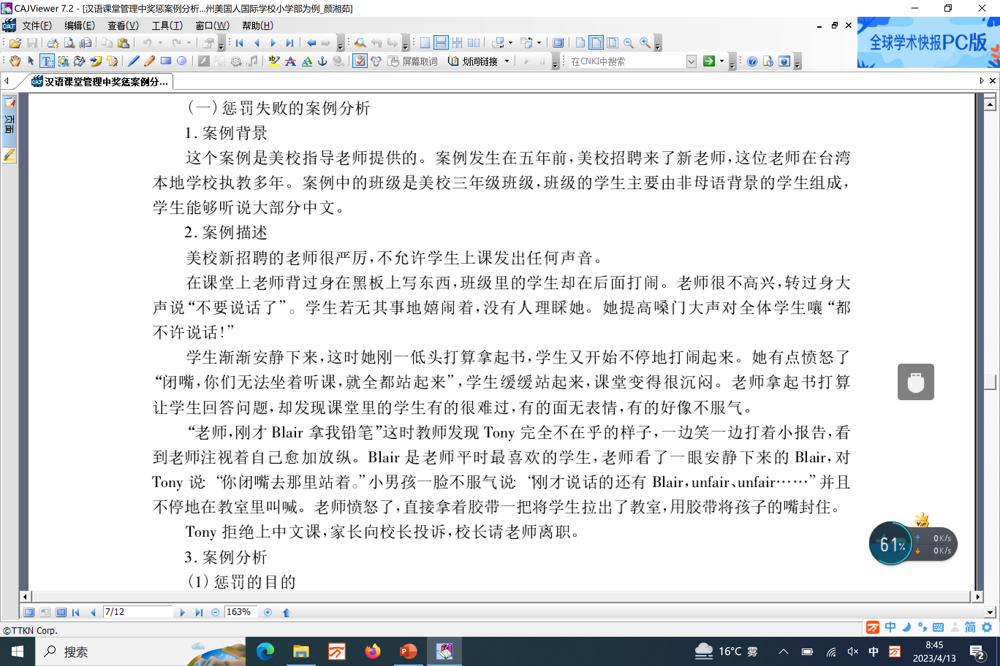 CAJViewer 7.2 - [汉语课堂管理中奖惩案例分析...州美国人国际学校小学部为例_颜湘茹]
文件(F) 编辑(E) 查看(V) 工具(T) 窗口(W) 帮助(H)
全球学术快报PC版
屏幕取词 划词链接 在CNKI中搜索
汉语课堂管理中奖惩案例分...
页面
(一)惩罚失败的案例分析
1. 案例背景
这个案例是美校指导老师提供的。案例发生在五年前,美校招聘来了新老师,这位老师在台湾
本地学校执教多年。案例中的班级是美校三年级班级,班级的学生主要由非母语背景的学生组成,
学生能够听说大部分中文。
2. 案例描述
美校新招聘的老师很严厉,不允许学生上课发出任何声音。
在课堂上老师背过身在黑板上写东西,班级里的学生却在后面打闹。老师很不高兴,转过身大
声说“不要说话了”。学生若无其事地嬉闹着,没有人理睬她。她提高嗓门大声对全体学生嚷“都
不许说话!”
学生渐渐安静下来,这时她刚一低头打算拿起书,学生又开始不停地打闹起来。她有点愤怒了
“闭嘴,你们无法坐着听课,就全都站起来”,学生缓缓站起来,课堂变得很沉闷。老师拿起书打算
让学生回答问题,却发现课堂里的学生有的很难过,有的面无表情,有的好像不服气。
“老师,刚才 Blair 拿我铅笔”这时教师发现 Tony 完全不在乎的样子,一边笑一边打着小报告,看
到老师注视着自己愈加放纵。Blair 是老师平时最喜欢的学生,老师看了一眼安静下来的 Blair,对
Tony 说:“你闭嘴去那里站着。”小男孩一脸不服气说:“刚才说话的还有 Blair,unfair、unfair……”并且
不停地在教室里叫喊。老师愤怒了,直接拿着胶带一把将学生拉出了教室,用胶带将孩子的嘴封住。
Tony 拒绝上中文课,家长向校长投诉,校长请老师离职。
3. 案例分析
(1)惩罚的目的
VIP
61% 0K/s
0K/s
7/12 163%
©TTKN Corp.
中 简
搜索
16°C 雾
中
8:45
2023/4/13
2